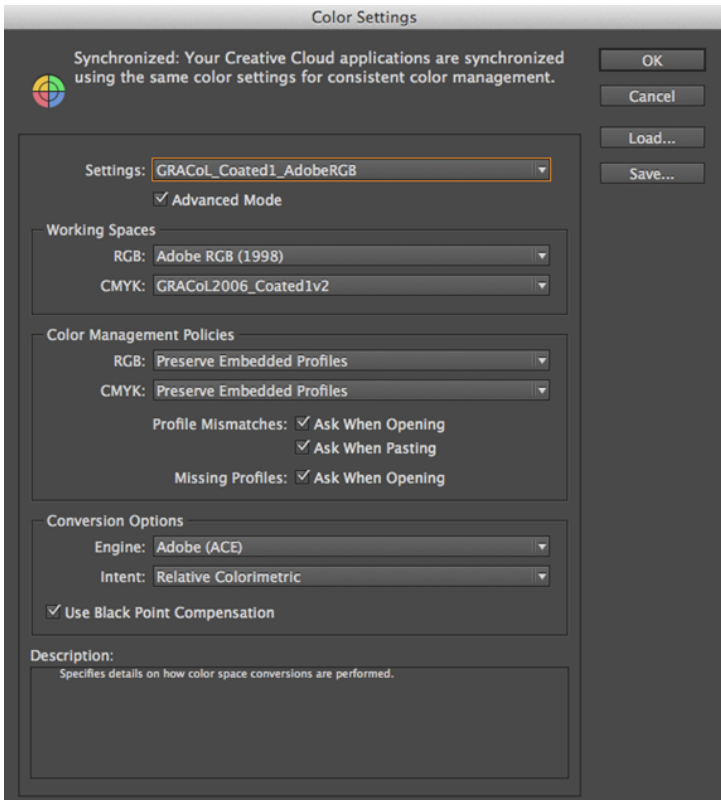 Color Settings
Synchronized: Your Creative Cloud applications are synchronized
using the same color settings for consistent color management.
OK
Cancel
Load...
Save...
Settings: GRACoL_Coated1_AdobeRGB
Advanced Mode
Working Spaces
RGB: Adobe RGB (1998)
CMYK: GRACoL2006_Coated1v2
Color Management Policies
RGB: Preserve Embedded Profiles
CMYK: Preserve Embedded Profiles
Profile Mismatches: Ask When Opening
Ask When Pasting
Missing Profiles: Ask When Opening
Conversion Options
Engine: Adobe (ACE)
Intent: Relative Colorimetric
Use Black Point Compensation
Description:
Specifies details on how color space conversions are performed.